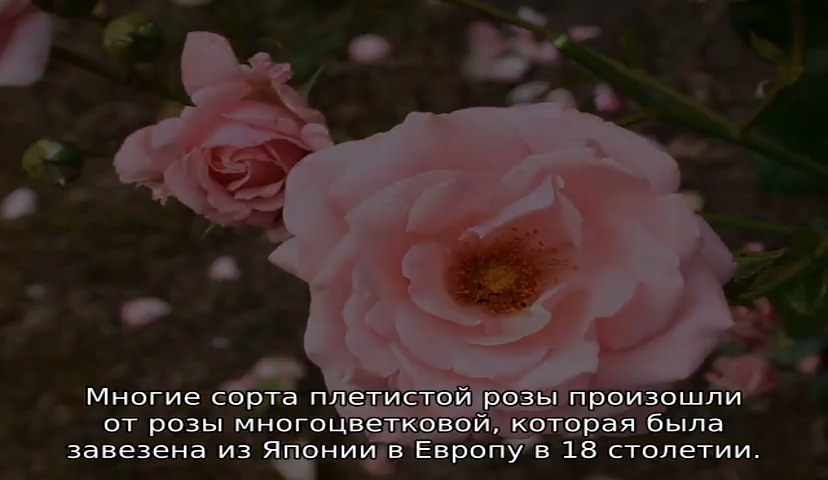 Многие сорта плетистой розы произошли
от розы многоцветковой, которая была
завезена из Японии в Европу в 18 столетии.